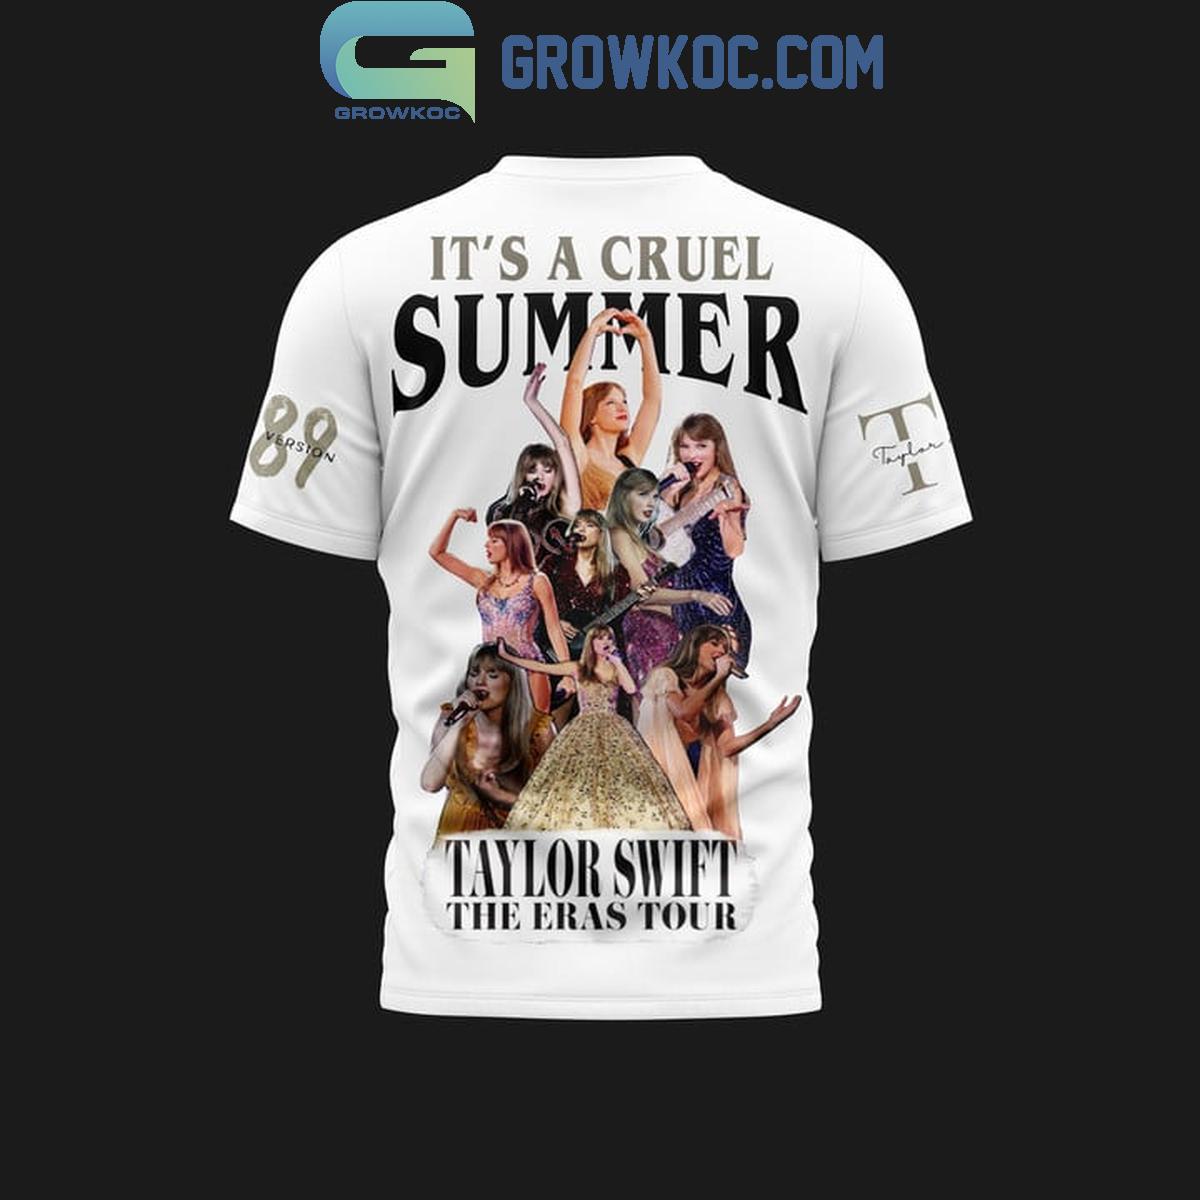 GROWKOC
GROWKOC.COM
IT'S A CRUEL
SUMMER
89
VERSION
T
Taylor
TAYLOR SWIFT
THE ERAS TOUR